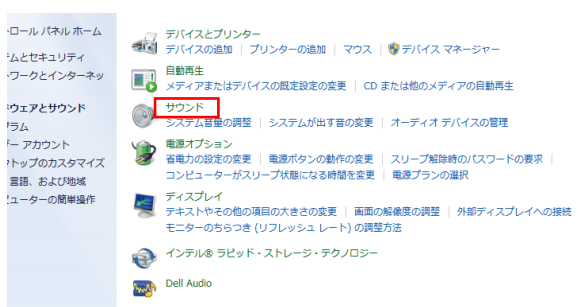 ロール パネル ホーム
ムとセキュリティ
ワークとインターネッ
ウェアとサウンド
ラム
アカウント
トップのカスタマイズ
言語、および地域
ューターの簡単操作
デバイスとプリンター
デバイスの追加 | プリンターの追加 | マウス | デバイス マネージャー
自動再生
メディアまたはデバイスの既定設定の変更 | CD または他のメディアの自動再生
サウンド
システム音量の調整 | システムが出す音の変更 | オーディオ デバイスの管理
電源オプション
省電力の設定の変更 | 電源ボタンの動作の変更 | スリープ解除時のパスワードの要求 |
コンピューターがスリープ状態になる時間を変更 | 電源プランの選択
ディスプレイ
テキストやその他の項目の大きさの変更 | 画面の解像度の調整 | 外部ディスプレイへの接続
モニターのちらつき (リフレッシュ レート) の調整方法
インテル® ラピッド・ストレージ・テクノロジー
Dell Audio